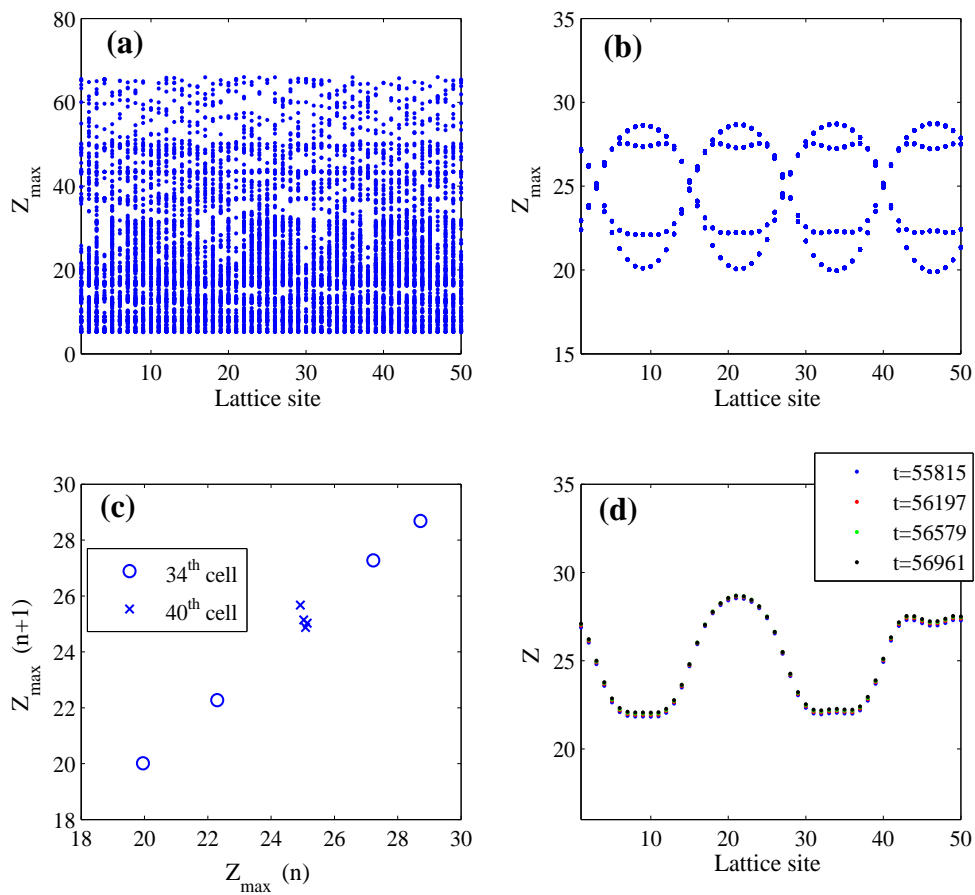 (a)
80
60
40
20
0
Z_max
10 20 30 40 50
Lattice site
(b)
35
30
25
20
15
Z_max
10 20 30 40 50
Lattice site
(c)
30
28
26
24
22
20
18
Z_max (n+1)
34^th cell
40^th cell
18 20 22 24 26 28 30
Z_max (n)
(d)
35
30
25
20
Z
t=55815
t=56197
t=56579
t=56961
10 20 30 40 50
Lattice site